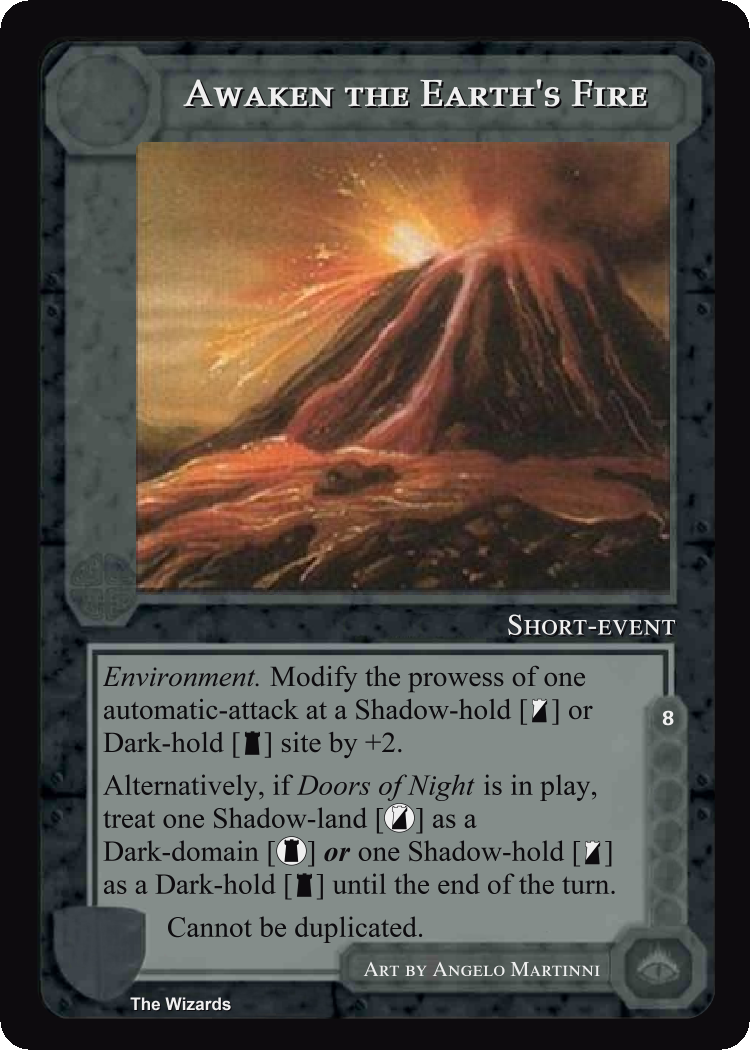 Awaken the Earth's Fire
Short-event
Environment. Modify the prowess of one
automatic-attack at a Shadow-hold [ ] or
Dark-hold [ ] site by +2.
8
Alternatively, if Doors of Night is in play,
treat one Shadow-land [ ] as a
Dark-domain [ ] or one Shadow-hold [ ]
as a Dark-hold [ ] until the end of the turn.
Cannot be duplicated.
Art by Angelo Martinni
The Wizards